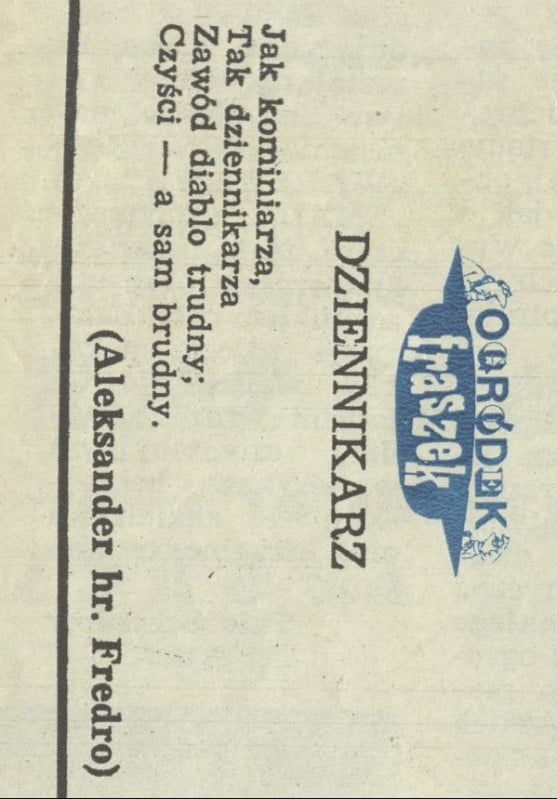 OGRÓDEK
fraszek
DZIENNIKARZ
Jak kominiarza,
Tak dziennikarza
Zawód diablo trudny;
Czyści — a sam brudny.
(Aleksander hr. Fredro)